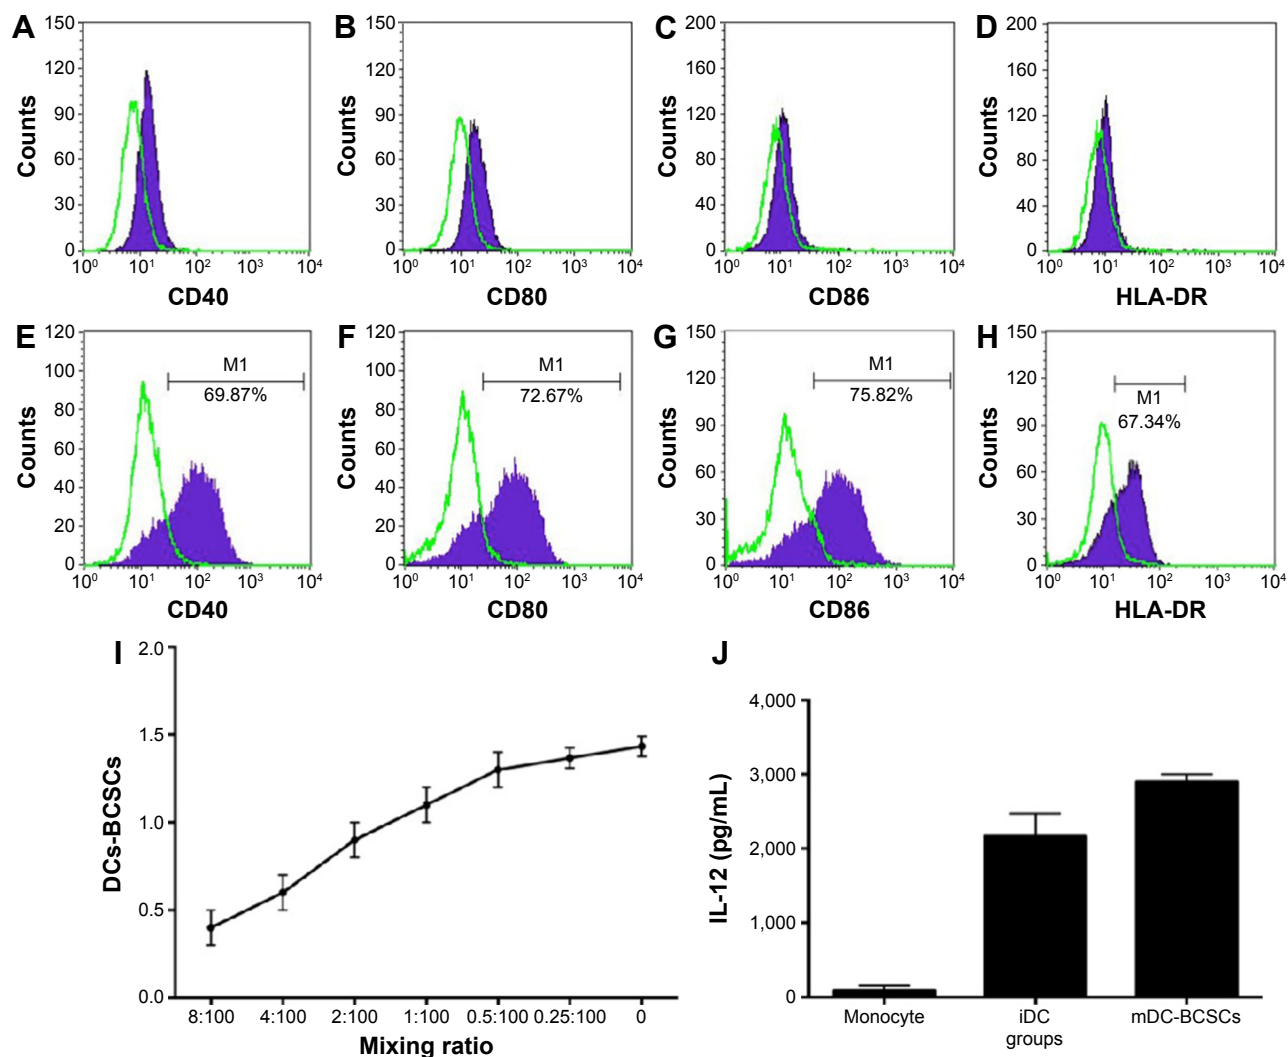 A
150
120
90
60
30
0
Counts
10⁰ 10¹ 10² 10³ 10⁴
CD40
B
150
120
90
60
30
0
Counts
10⁰ 10¹ 10² 10³ 10⁴
CD80
C
200
160
120
80
40
0
Counts
10⁰ 10¹ 10² 10³ 10⁴
CD86
D
200
160
120
80
40
0
Counts
10⁰ 10¹ 10² 10³ 10⁴
HLA-DR
E
120
100
80
60
40
20
0
Counts
M1
69.87%
10⁰ 10¹ 10² 10³ 10⁴
CD40
F
120
100
80
60
40
20
0
Counts
M1
72.67%
10⁰ 10¹ 10² 10³ 10⁴
CD80
G
150
120
90
60
30
0
Counts
M1
75.82%
10⁰ 10¹ 10² 10³ 10⁴
CD86
H
150
120
90
60
30
0
Counts
M1
67.34%
10⁰ 10¹ 10² 10³ 10⁴
HLA-DR
I
2.0
1.5
1.0
0.5
0.0
DCs-BCSCs
8:100 4:100 2:100 1:100 0.5:100 0.25:100 0
Mixing ratio
J
4,000
3,000
2,000
1,000
0
IL-12 (pg/mL)
Monocyte iDC mDC-BCSCs
groups